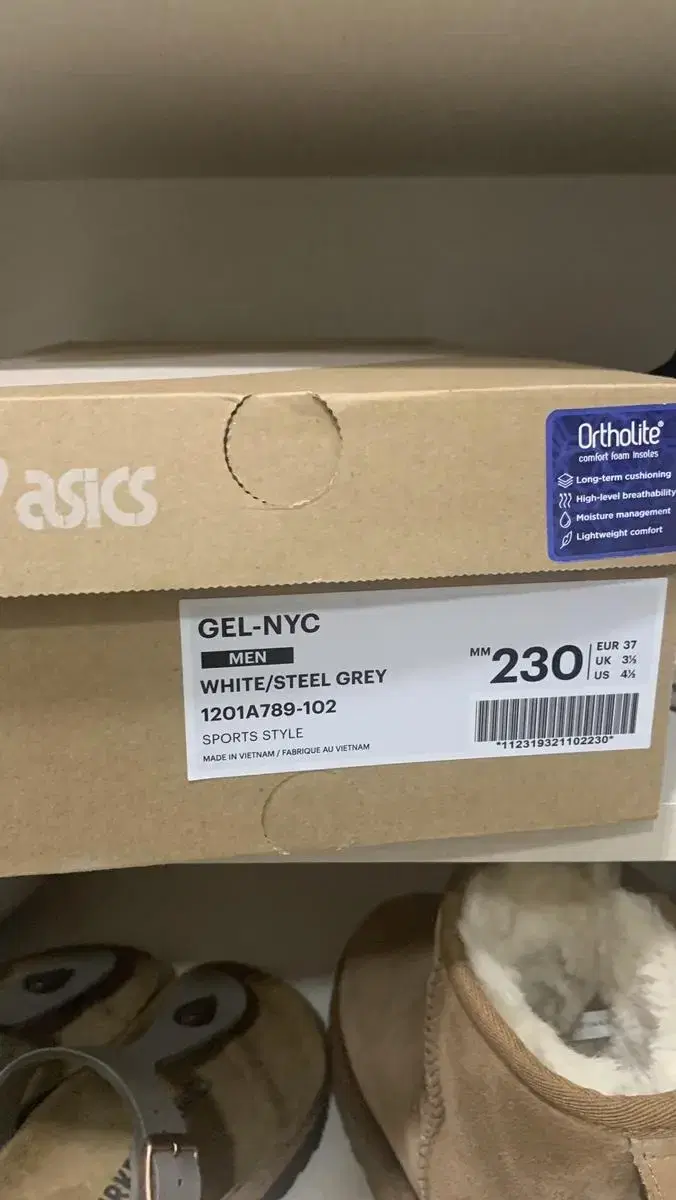 asics
Ortholite®
comfort foam insoles
Long-term cushioning
High-level breathability
Moisture management
Lightweight comfort
GEL-NYC
MEN
WHITE/STEEL GREY
1201A789-102
SPORTS STYLE
MADE IN VIETNAM / FABRIQUE AU VIETNAM
MM 230
EUR 37
UK 3½
US 4½
*112319321102230*